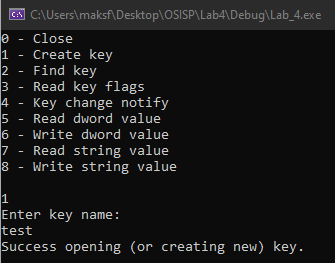 C:\Users\maksf\Desktop\OSISP\Lab4\Debug\Lab_4.exe
0 - Close
1 - Create key
2 - Find key
3 - Read key flags
4 - Key change notify
5 - Read dword value
6 - Write dword value
7 - Read string value
8 - Write string value
1
Enter key name:
test
Success opening (or creating new) key.